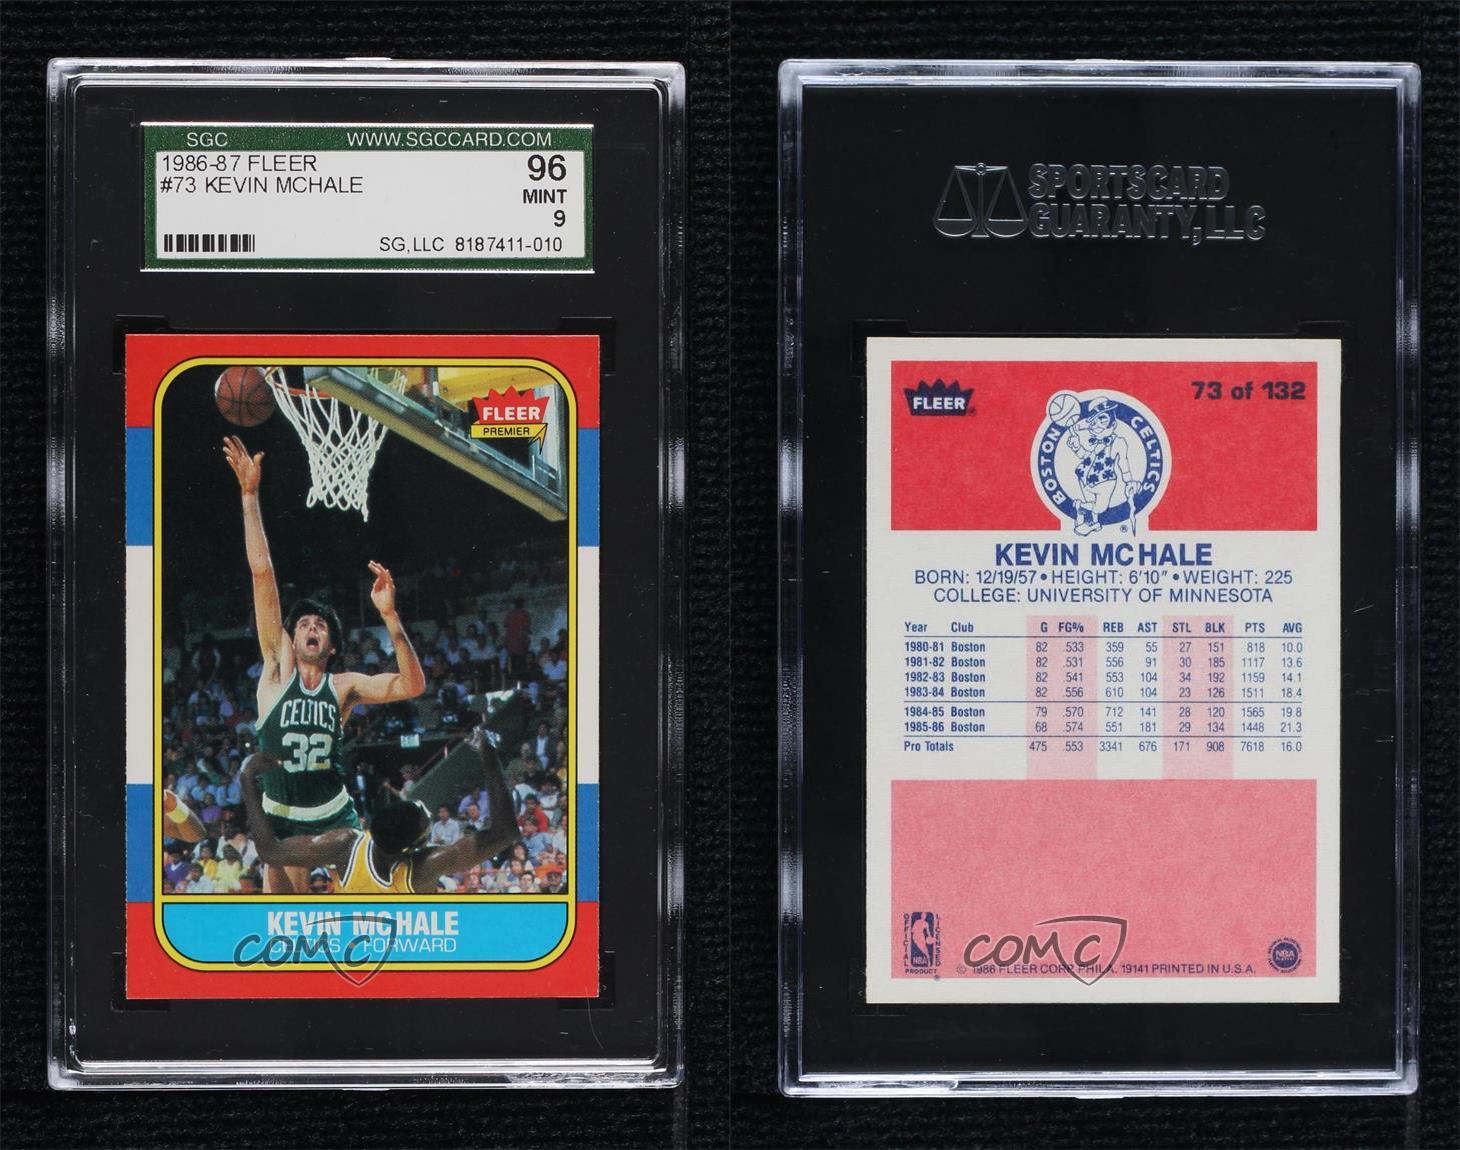 SGC WWW.SGCCARD.COM
1986-87 FLEER 96
#73 KEVIN MCHALE MINT
9
SG,LLC 8187411-010
FLEER
PREMIER
CELTICS
32
KEVIN MCHALE
CELTICS • FORWARD
COMC
SPORTSCARD
GUARANTY, LLC
FLEER® 73 of 132
BOSTON CELTICS
®
KEVIN MCHALE
BORN: 12/19/57 • HEIGHT: 6'10" • WEIGHT: 225
COLLEGE: UNIVERSITY OF MINNESOTA
Year Club G FG% REB AST STL BLK PTS AVG
1980-81 Boston 82 .533 359 55 27 151 818 10.0
1981-82 Boston 82 .531 556 91 30 185 1117 13.6
1982-83 Boston 82 .541 553 104 34 192 1159 14.1
1983-84 Boston 82 .556 610 104 23 126 1511 18.4
1984-85 Boston 79 .570 712 141 28 120 1565 19.8
1985-86 Boston 68 .574 551 181 29 134 1448 21.3
Pro Totals 475 .553 3341 676 171 908 7618 16.0
OFFICIAL LICENSED
NBA
PRODUCT ®
COMC
© 1986 FLEER CORP. PHILA. 19141 PRINTED IN U.S.A.
NBA